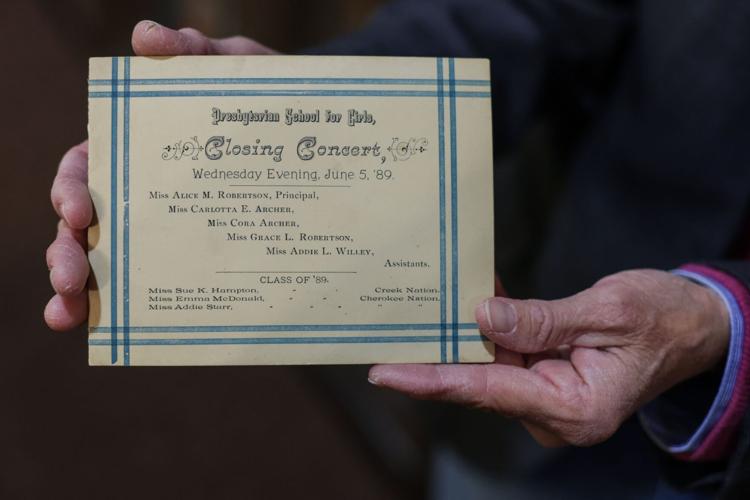 Presbyterian School for Girls,
Closing Concert,
Wednesday Evening, June 5, '89.
Miss Alice M. Robertson, Principal,
Miss Carlotta E. Archer,
Miss Cora Archer,
Miss Grace L. Robertson,
Miss Addie L. Willey,
Assistants.
CLASS OF '89.
Miss Sue K. Hampton, - - - Creek Nation.
Miss Emma McDonald, - - Cherokee Nation.
Miss Addie Starr, - - - " "